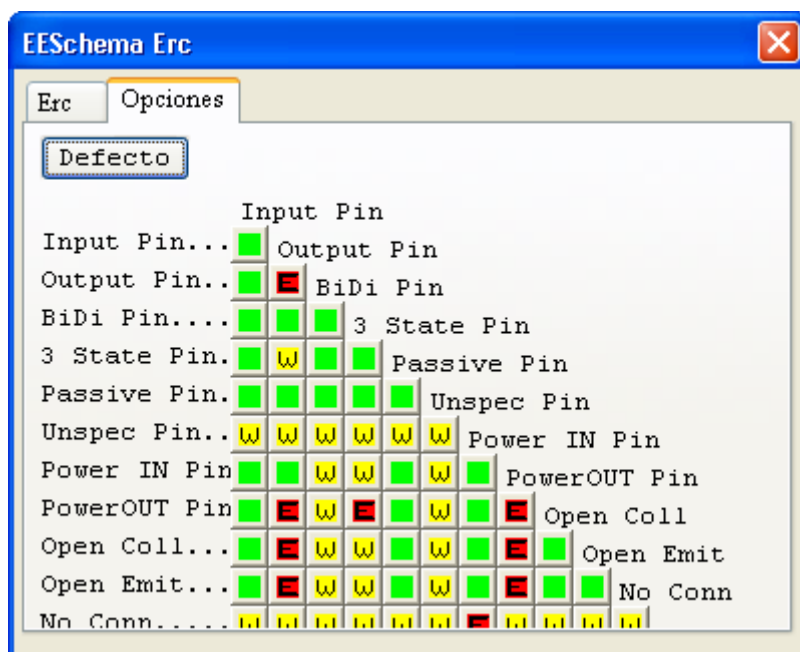 EESchema Erc
Erc Opciones
Defecto
Input Pin
Input Pin... Output Pin
Output Pin.. E BiDi Pin
BiDi Pin.... 3 State Pin
3 State Pin. W Passive Pin
Passive Pin. Unspec Pin
Unspec Pin.. W W W W W W Power IN Pin
Power IN Pin W W W PowerOUT Pin
PowerOUT Pin E W E W E Open Coll
Open Coll... E W W W E Open Emit
Open Emit... E W W W E No Conn
No Conn..... W W W W W W E W W W W